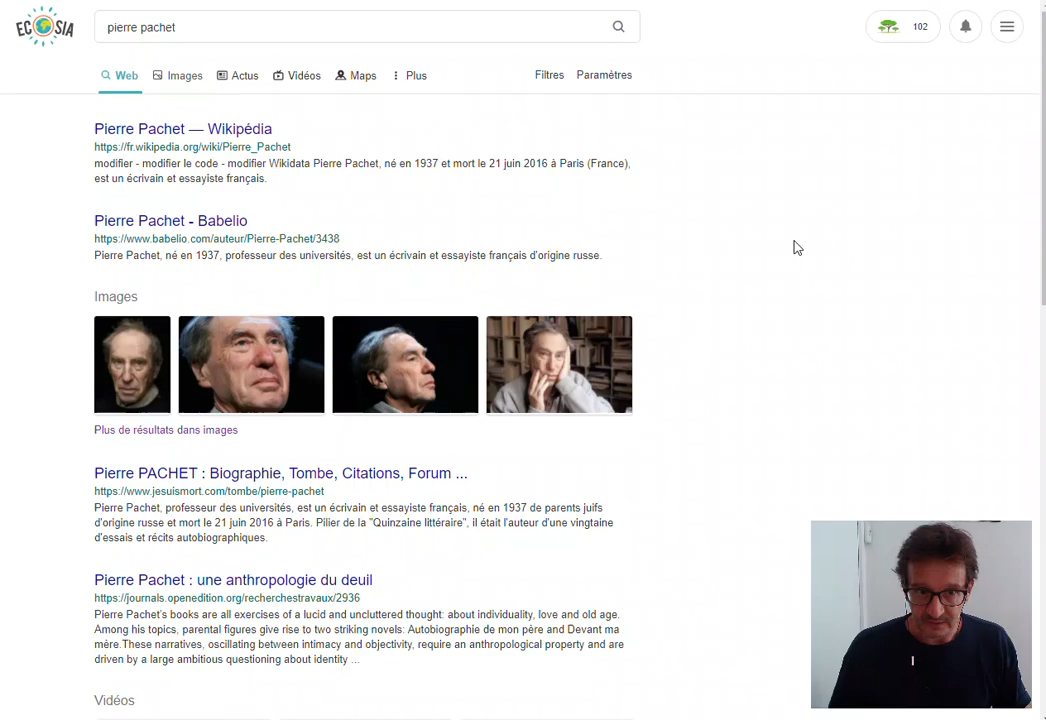 ECOSIA
pierre pachet
102
Web
Images
Actus
Vidéos
Maps
Plus
Filtres
Paramètres
Pierre Pachet — Wikipédia
https://fr.wikipedia.org/wiki/Pierre_Pachet
modifier - modifier le code - modifier Wikidata Pierre Pachet, né en 1937 et mort le 21 juin 2016 à Paris (France),
est un écrivain et essayiste français.
Pierre Pachet - Babelio
https://www.babelio.com/auteur/Pierre-Pachet/3438
Pierre Pachet, né en 1937, professeur des universités, est un écrivain et essayiste français d'origine russe.
Images
Plus de résultats dans images
Pierre PACHET : Biographie, Tombe, Citations, Forum ...
https://www.jesuismort.com/tombe/pierre-pachet
Pierre Pachet, professeur des universités, est un écrivain et essayiste français, né en 1937 de parents juifs
d'origine russe et mort le 21 juin 2016 à Paris. Pilier de la "Quinzaine littéraire", il était l'auteur d'une vingtaine
d'essais et récits autobiographiques.
Pierre Pachet : une anthropologie du deuil
https://journals.openedition.org/recherchestravaux/2936
Pierre Pachet's books are all exercises of a lucid and uncluttered thought: about individuality, love and old age.
Among his topics, parental figures give rise to two striking novels: Autobiographie de mon père and Devant ma
mère.These narratives, oscillating between intimacy and objectivity, require an anthropological property and are
driven by a large ambitious questioning about identity ...
Vidéos